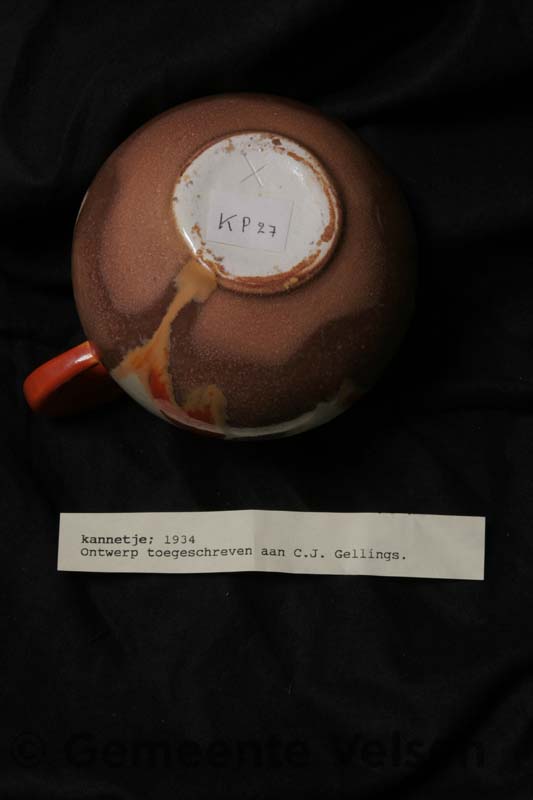 X
KP27
kannetje; 1934
Ontwerp toegeschreven aan C.J. Gellings.
© Gemeente Velsen